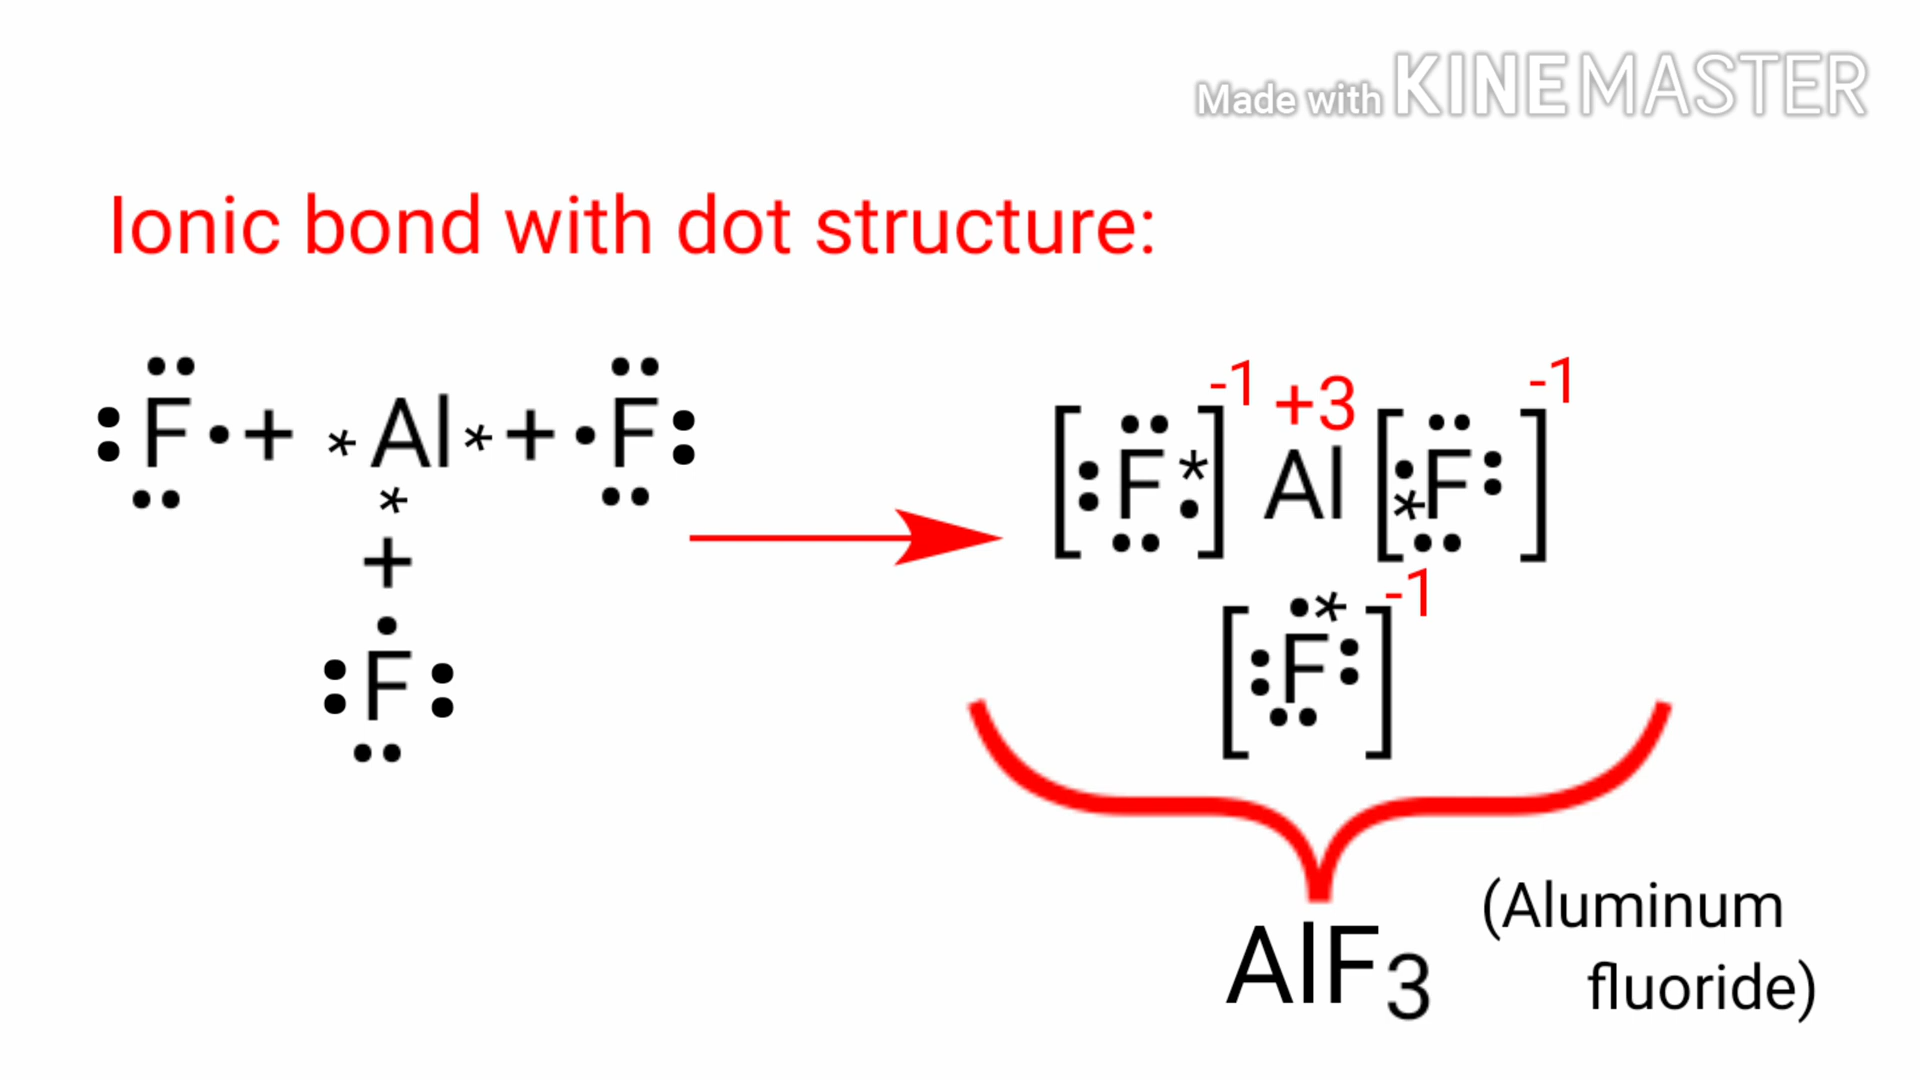 Made with KINEMASTER
Ionic bond with dot structure:
F + * Al * + F
*
+
F
[F *] -1 Al +3 [* F] -1
[F *] -1
AlF3
(Aluminum
fluoride)